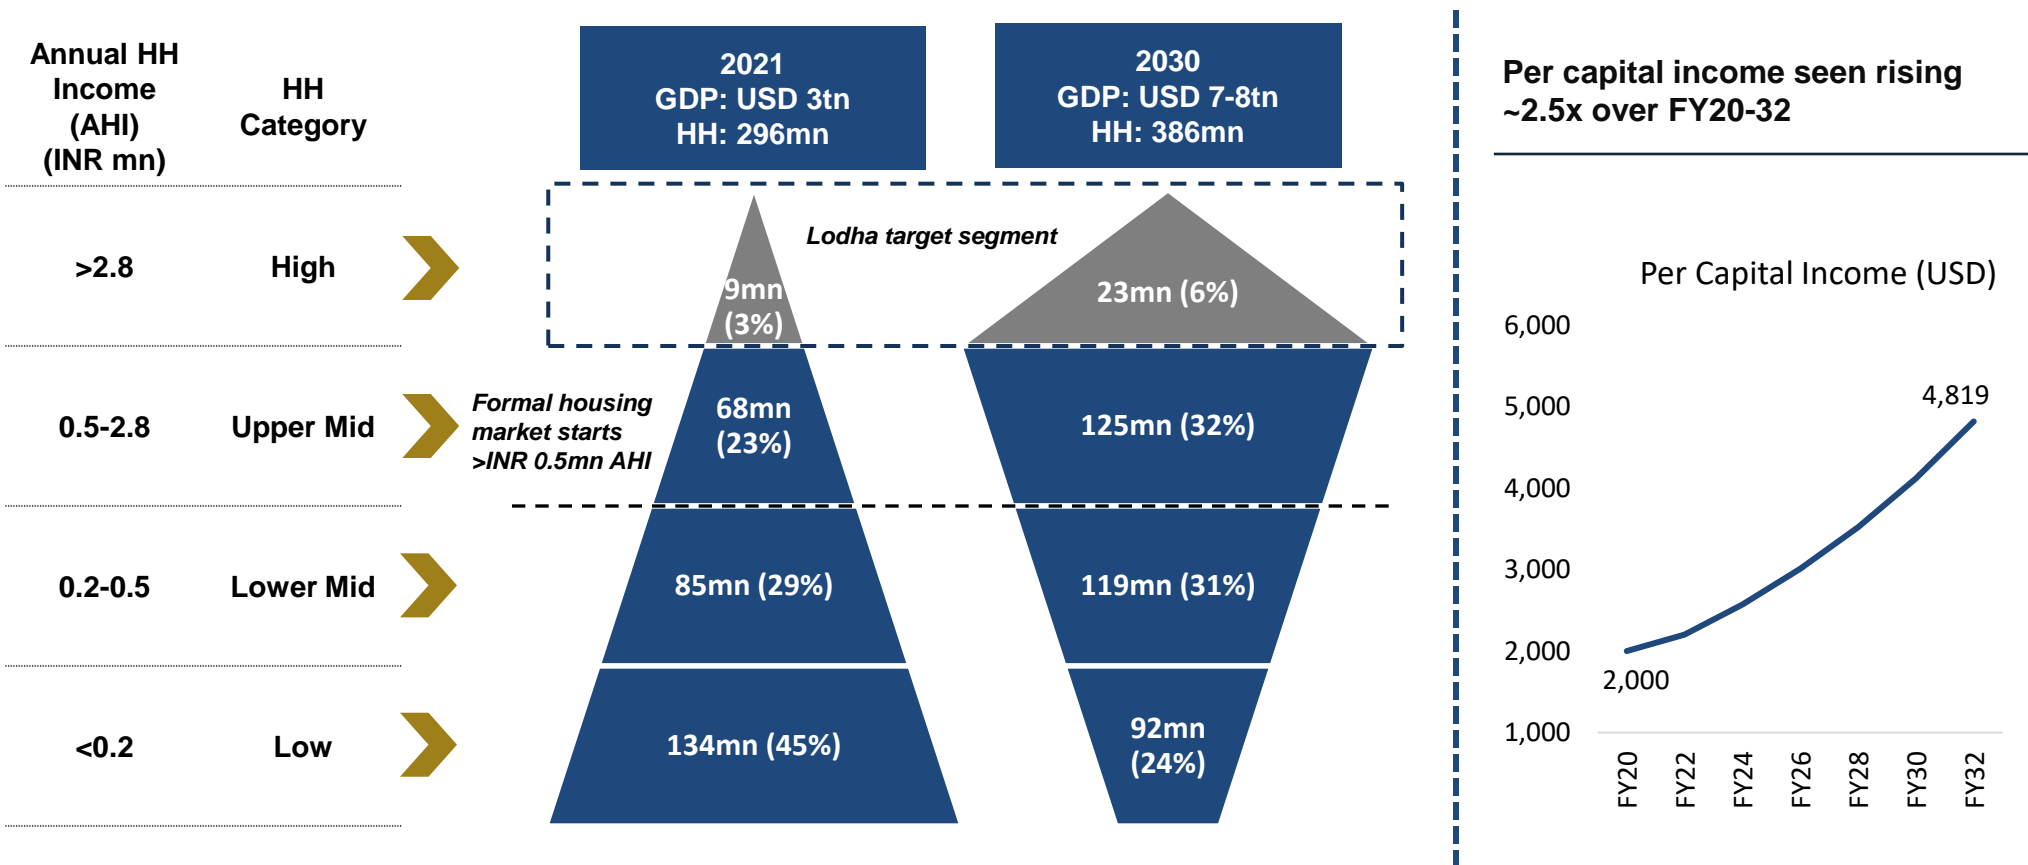 Annual HH
Income
(AHI)
(INR mn)
HH
Category
2021
GDP: USD 3tn
HH: 296mn
2030
GDP: USD 7-8tn
HH: 386mn
>2.8
High
Lodha target segment
9mn
(3%)
23mn (6%)
0.5-2.8
Upper Mid
Formal housing
market starts
>INR 0.5mn AHI
68mn
(23%)
125mn (32%)
0.2-0.5
Lower Mid
85mn (29%)
119mn (31%)
<0.2
Low
134mn (45%)
92mn
(24%)
Per capital income seen rising
~2.5x over FY20-32
Per Capital Income (USD)
6,000
5,000
4,000
3,000
2,000
1,000
4,819
2,000
FY20
FY22
FY24
FY26
FY28
FY30
FY32